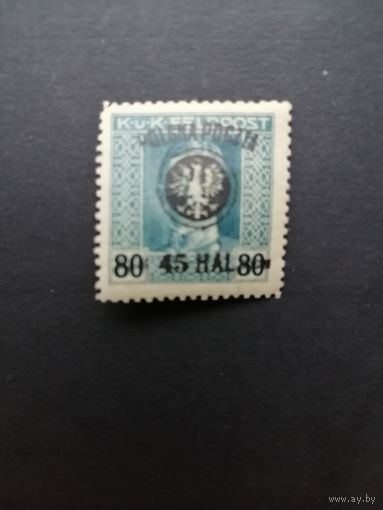 K.u.K. FELDPOST
POLSKA POCZTA
80 45 HAL 80
www.ay.by